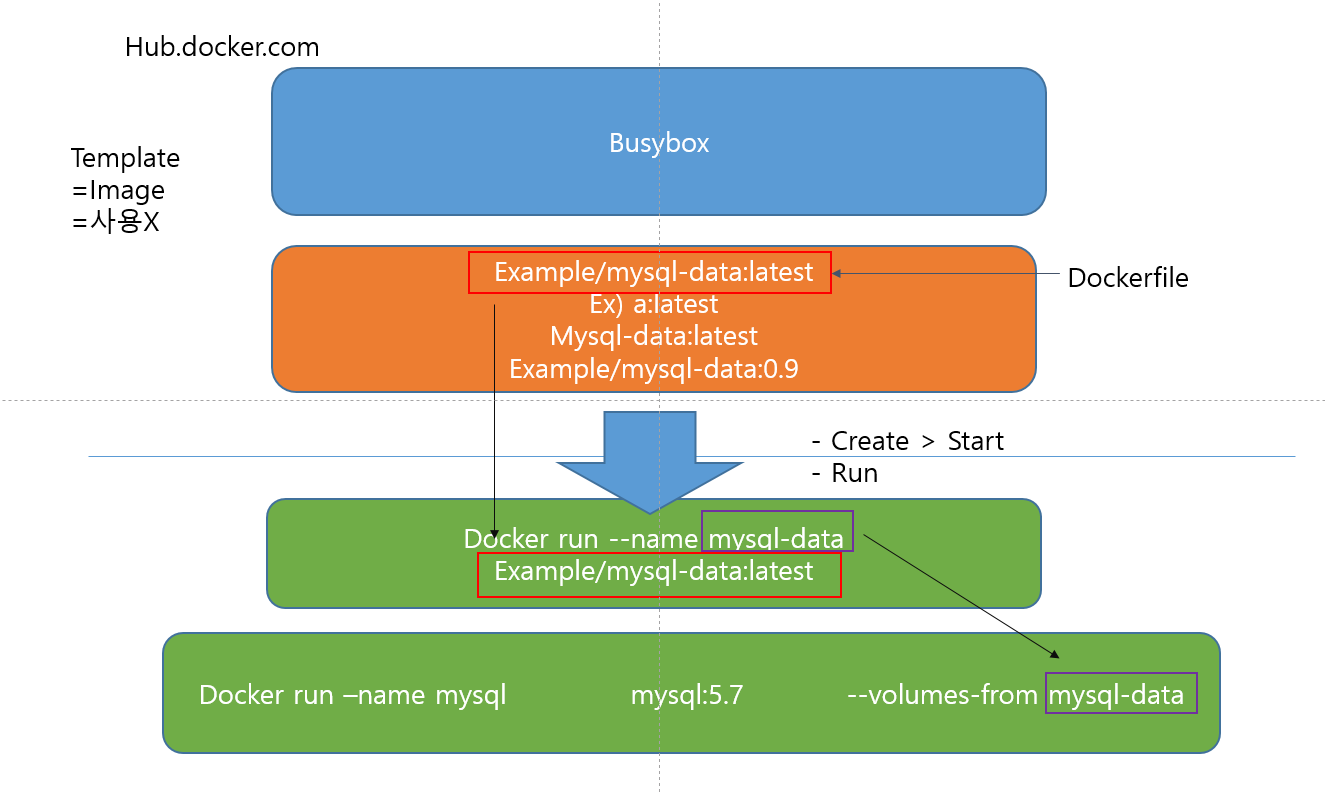 Hub.docker.com
Busybox
Template
=Image
=사용X
Example/mysql-data:latest
Ex) a:latest
Mysql-data:latest
Example/mysql-data:0.9
Dockerfile
- Create > Start
- Run
Docker run --name mysql-data
Example/mysql-data:latest
Docker run –name mysql mysql:5.7 --volumes-from mysql-data